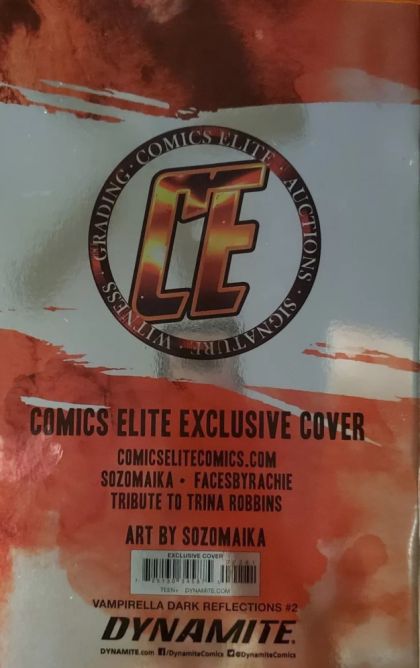 COMICS ELITE · AUCTIONS · SIGNATURE · WITNESS · GRADING ·
CE
COMICS ELITE EXCLUSIVE COVER
COMICSELITECOMICS.COM
SOZOMAIKA • FACESBYRACHIE
TRIBUTE TO TRINA ROBBINS
ART BY SOZOMAIKA
EXCLUSIVE COVER
TEEN+ DYNAMITE.COM
VAMPIRELLA DARK REFLECTIONS #2
DYNAMITE.
DYNAMITE.com /DynamiteComics @DynamiteComics